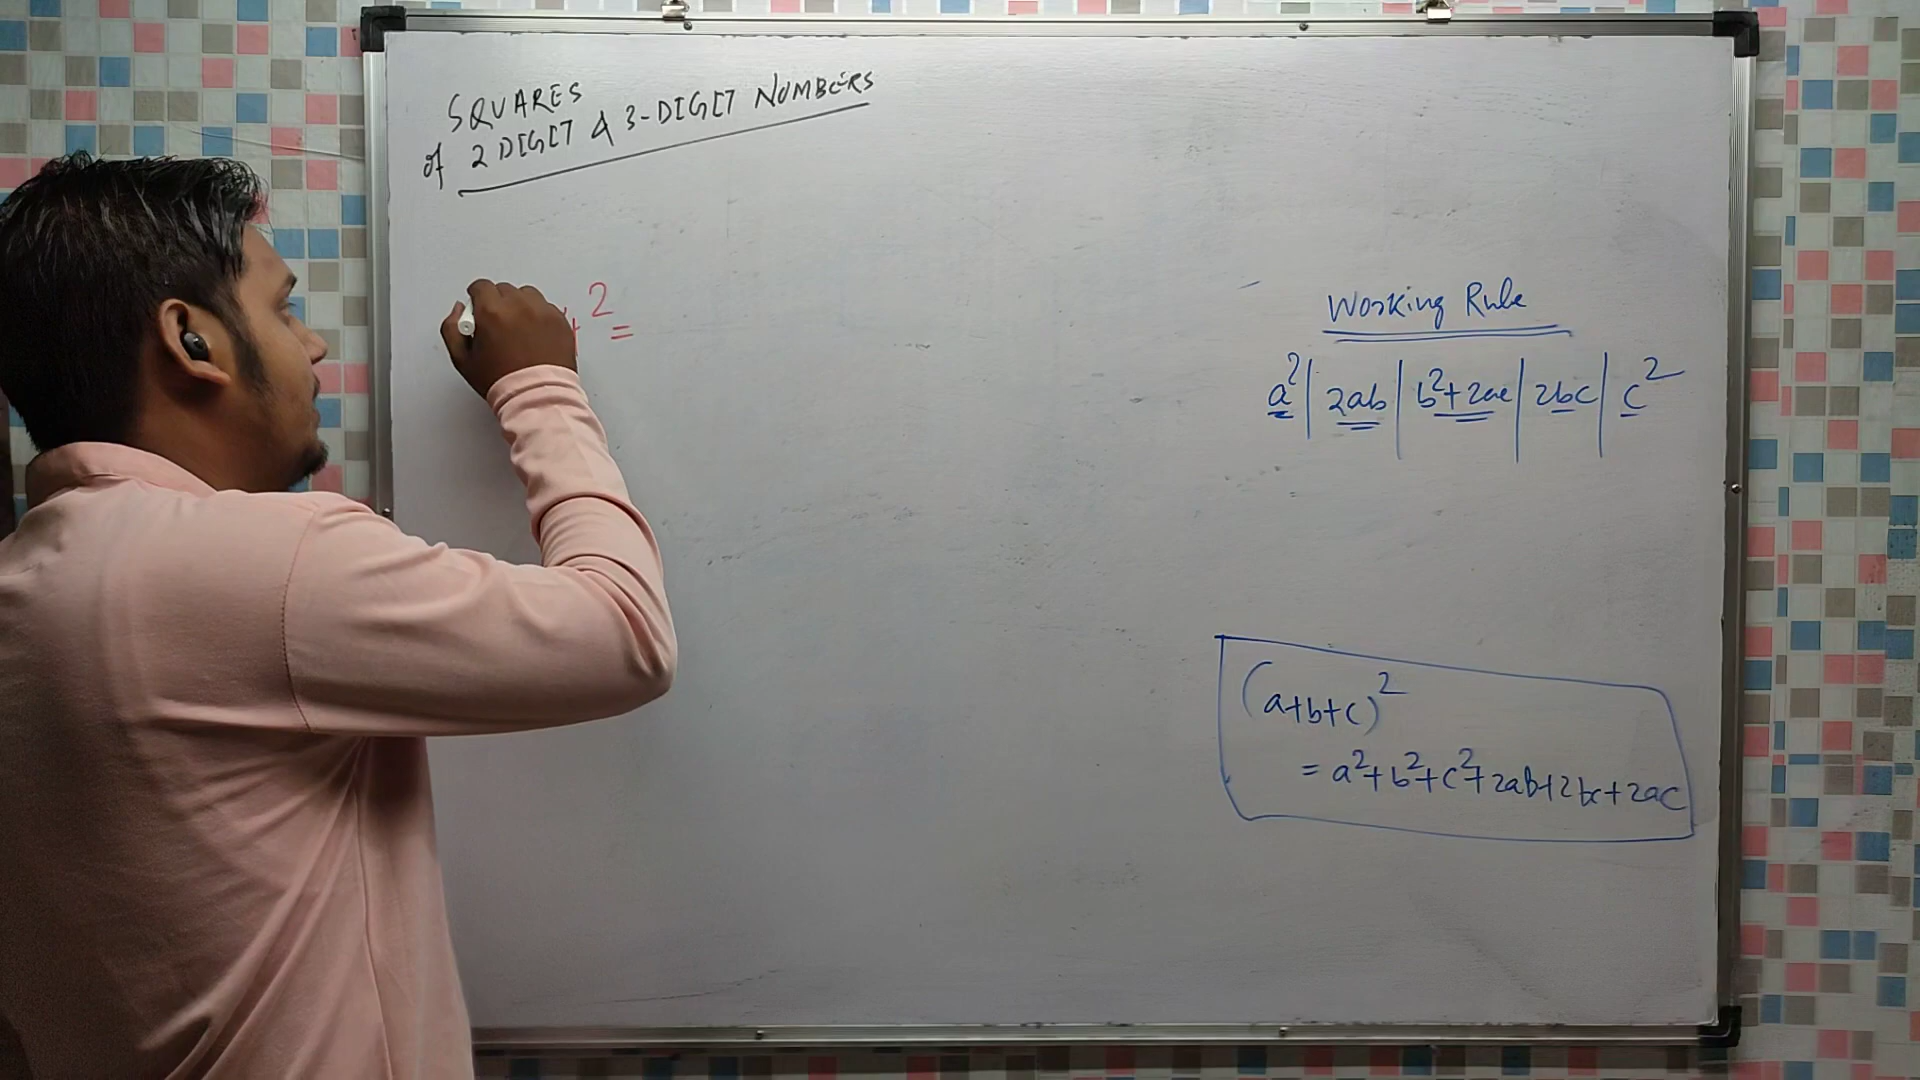 SQUARES
of 2 DIGIT & 3-DIGIT NUMBERS
² =
Working Rule
a² | 2ab | b²+2ac | 2bc | c²
(a+b+c)²
= a²+b²+c²+2ab+2bc+2ac